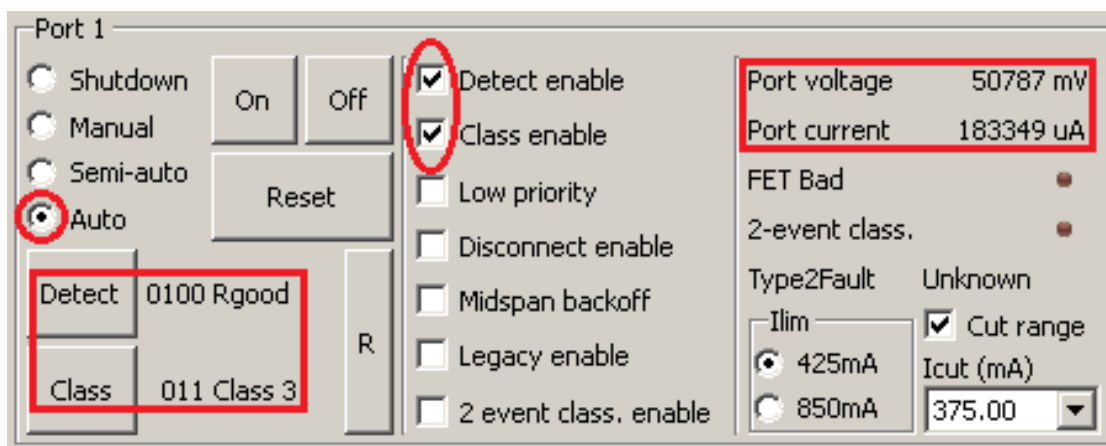 Port 1
Shutdown
Manual
Semi-auto
Auto
On
Off
Reset
Detect
0100 Rgood
Class
011 Class 3
R
Detect enable
Class enable
Low priority
Disconnect enable
Midspan backoff
Legacy enable
2 event class. enable
Port voltage 50787 mV
Port current 183349 uA
FET Bad
2-event class.
Type2Fault Unknown
Ilim
425mA
850mA
Cut range
Icut (mA)
375.00